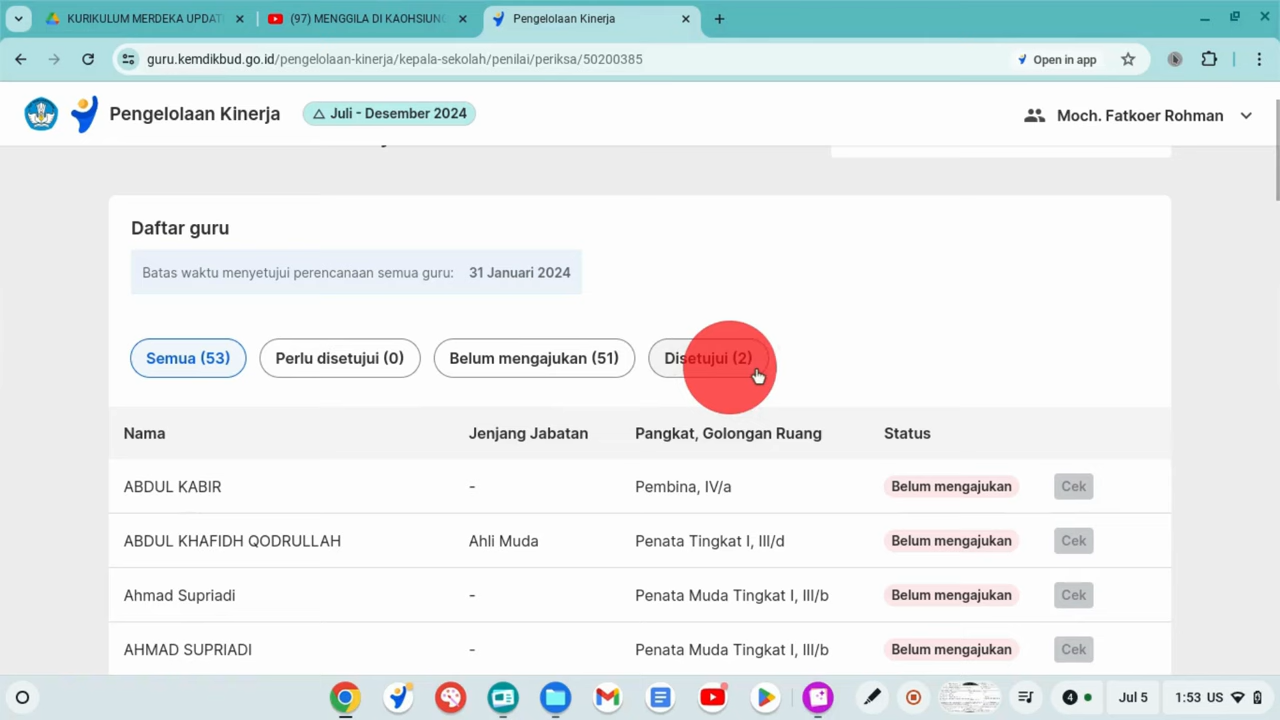 KURIKULUM MERDEKA UPDAT
(97) MENGGILA DI KAOHSIUNG
Pengelolaan Kinerja
guru.kemdikbud.go.id/pengelolaan-kinerja/kepala-sekolah/penilai/periksa/50200385
Open in app
Pengelolaan Kinerja
Juli - Desember 2024
Moch. Fatkoer Rohman
Daftar guru
Batas waktu menyetujui perencanaan semua guru: 31 Januari 2024
Semua (53)
Perlu disetujui (0)
Belum mengajukan (51)
Disetujui (2)
Nama Jenjang Jabatan Pangkat, Golongan Ruang Status
ABDUL KABIR - Pembina, IV/a Belum mengajukan Cek
ABDUL KHAFIDH QODRULLAH Ahli Muda Penata Tingkat I, III/d Belum mengajukan Cek
Ahmad Supriadi - Penata Muda Tingkat I, III/b Belum mengajukan Cek
AHMAD SUPRIADI - Penata Muda Tingkat I, III/b Belum mengajukan Cek
4
Jul 5
1:53 US